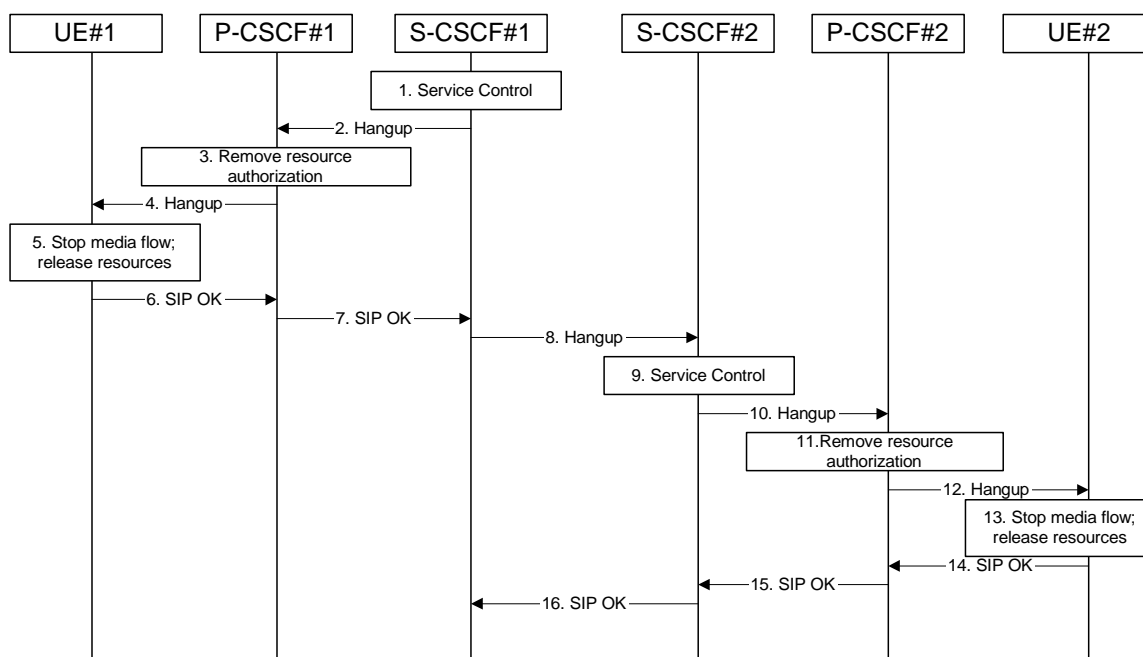 UE#1
P-CSCF#1
S-CSCF#1
S-CSCF#2
P-CSCF#2
UE#2
1. Service Control
2. Hangup
3. Remove resource
authorization
4. Hangup
5. Stop media flow;
release resources
6. SIP OK
7. SIP OK
8. Hangup
9. Service Control
10. Hangup
11.Remove resource
authorization
12. Hangup
13. Stop media flow;
release resources
14. SIP OK
15. SIP OK
16. SIP OK